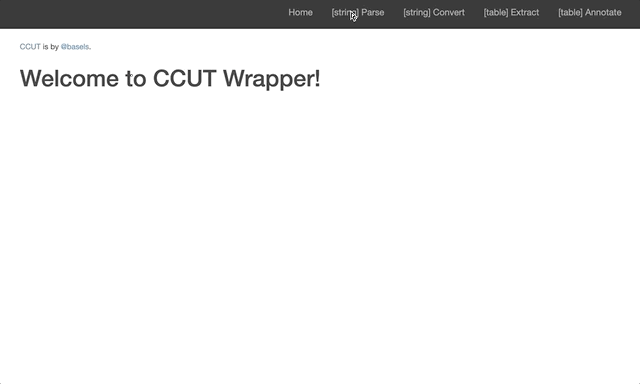 Home [string] Parse [string] Convert [table] Extract [table] Annotate
CCUT is by @basels.
Welcome to CCUT Wrapper!